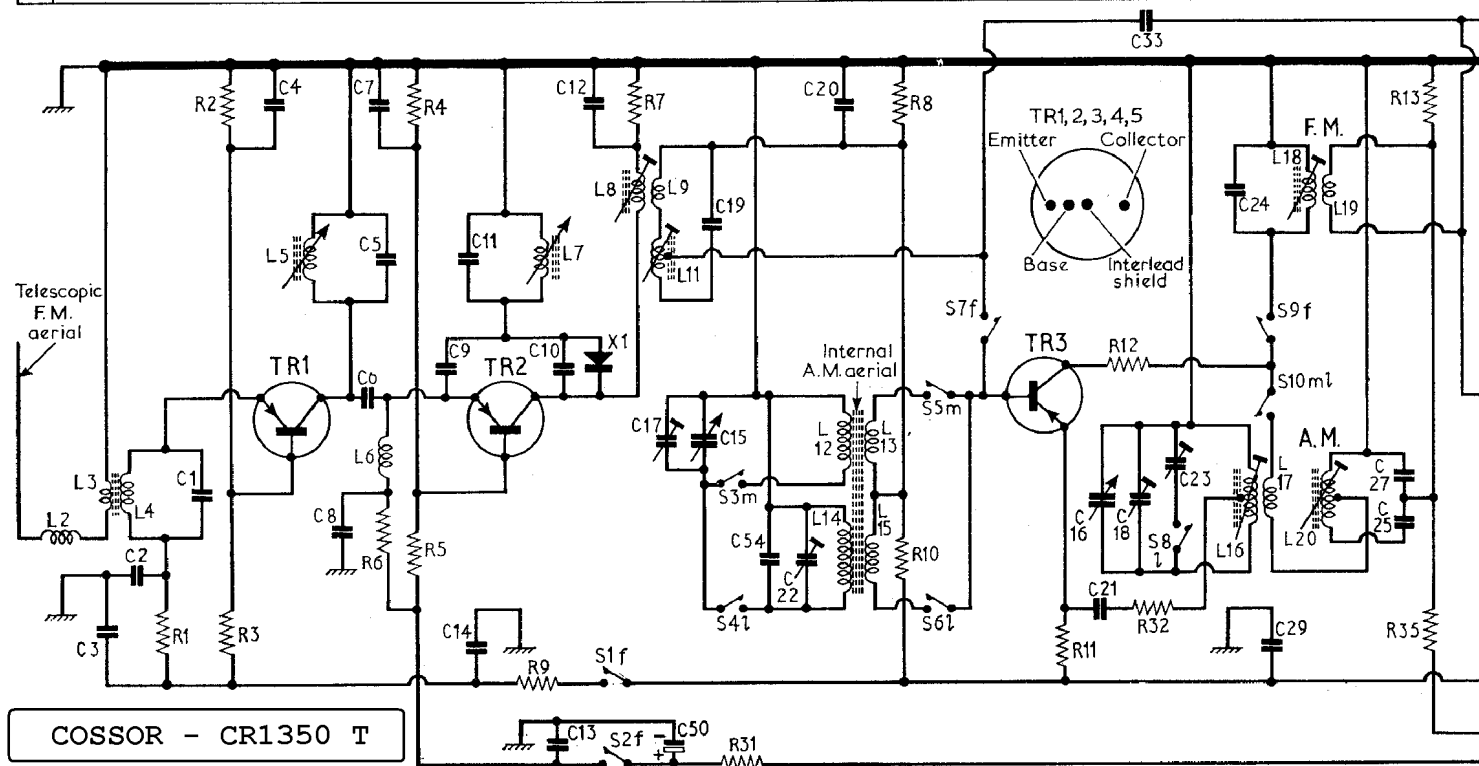 C33
R2
C4
C7
R4
C12
R7
C20
R8
TR1,2,3,4,5
Emitter
Collector
Base
Interlead
shield
F.M.
R13
L18
C24
L19
L8
L9
C19
L11
L5
C5
C11
L7
Telescopic
F.M.
aerial
S7f
S9f
TR1
C6
C9
TR2
C10
X1
Internal
A.M.aerial
TR3
R12
S10ml
S5m
C17
C15
L
12
L
13
A.M.
L3
L4
C1
L6
S3m
C
16
C
18
C23
L16
L
17
L20
C
27
C
25
L2
C2
C8
R6
R5
C54
L14
C
22
L
15
R10
S8
l
C3
R1
R3
C14
S4l
S6l
C21
R32
R11
C29
R35
R9
S1f
COSSOR - CR1350 T
C13
S2f
-
+
C50
R31